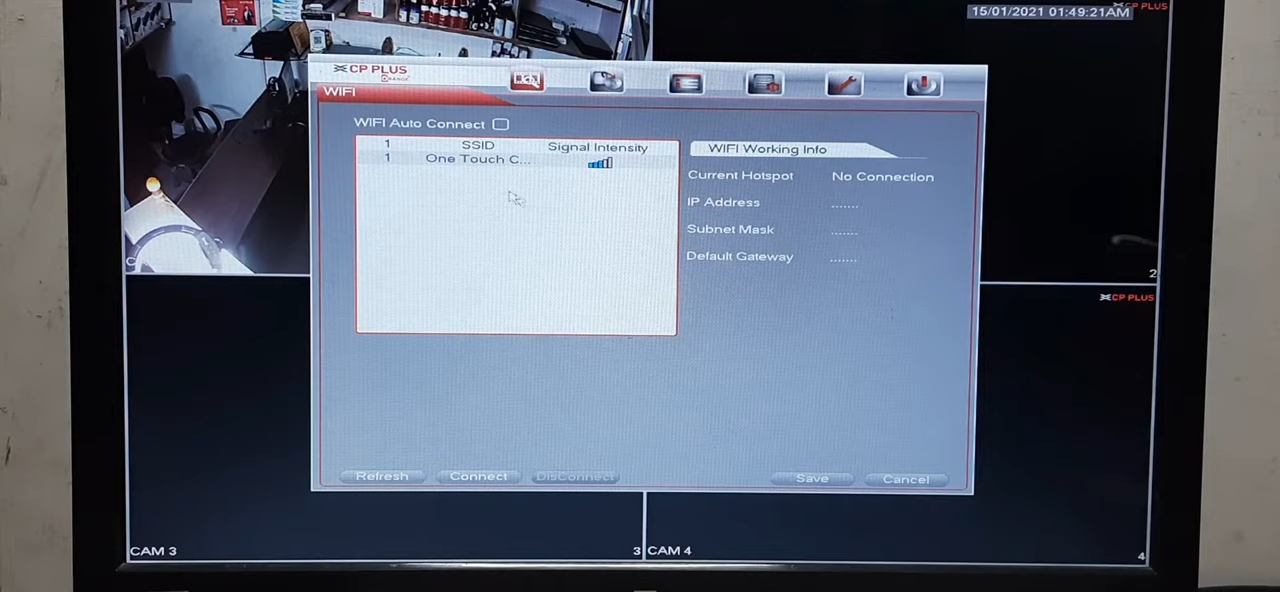 15/01/2021 01:49:21AM
CP PLUS
CP PLUS
ORANGE
WIFI
WIFI Auto Connect
1 SSID Signal Intensity
1 One Touch C...
WIFI Working Info
Current Hotspot No Connection
IP Address .......
Subnet Mask .......
Default Gateway .......
2
CP PLUS
Refresh Connect DisConnect Save Cancel
CAM 3 3 CAM 4 4